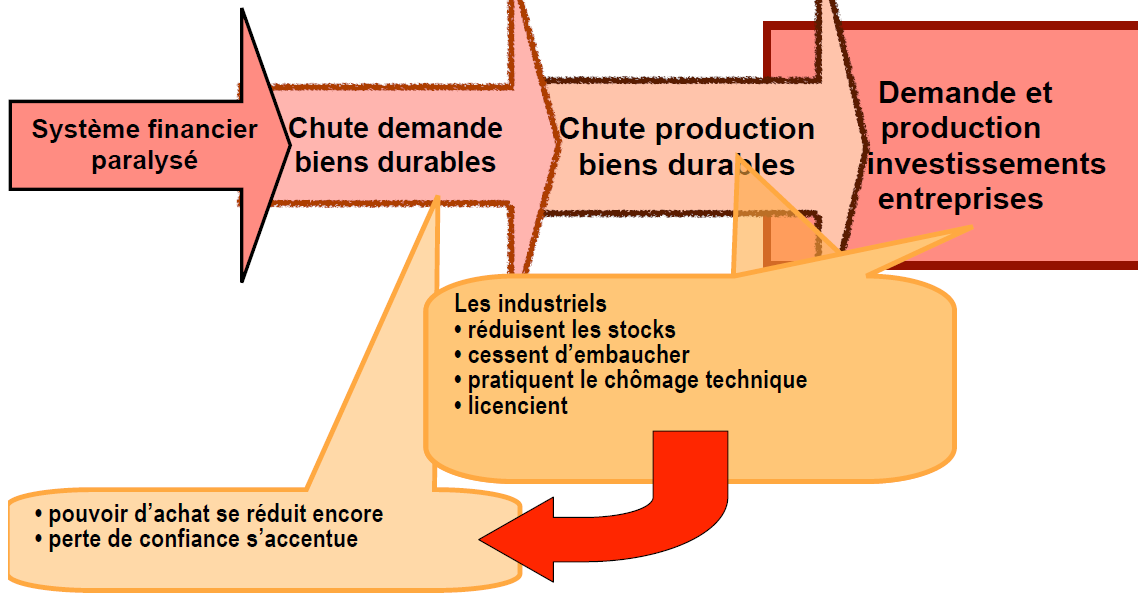 Système financier
paralysé
Chute demande
biens durables
Chute production
biens durables
Demande et
production
investissements
entreprises
Les industriels
• réduisent les stocks
• cessent d’embaucher
• pratiquent le chômage technique
• licencient
• pouvoir d’achat se réduit encore
• perte de confiance s’accentue